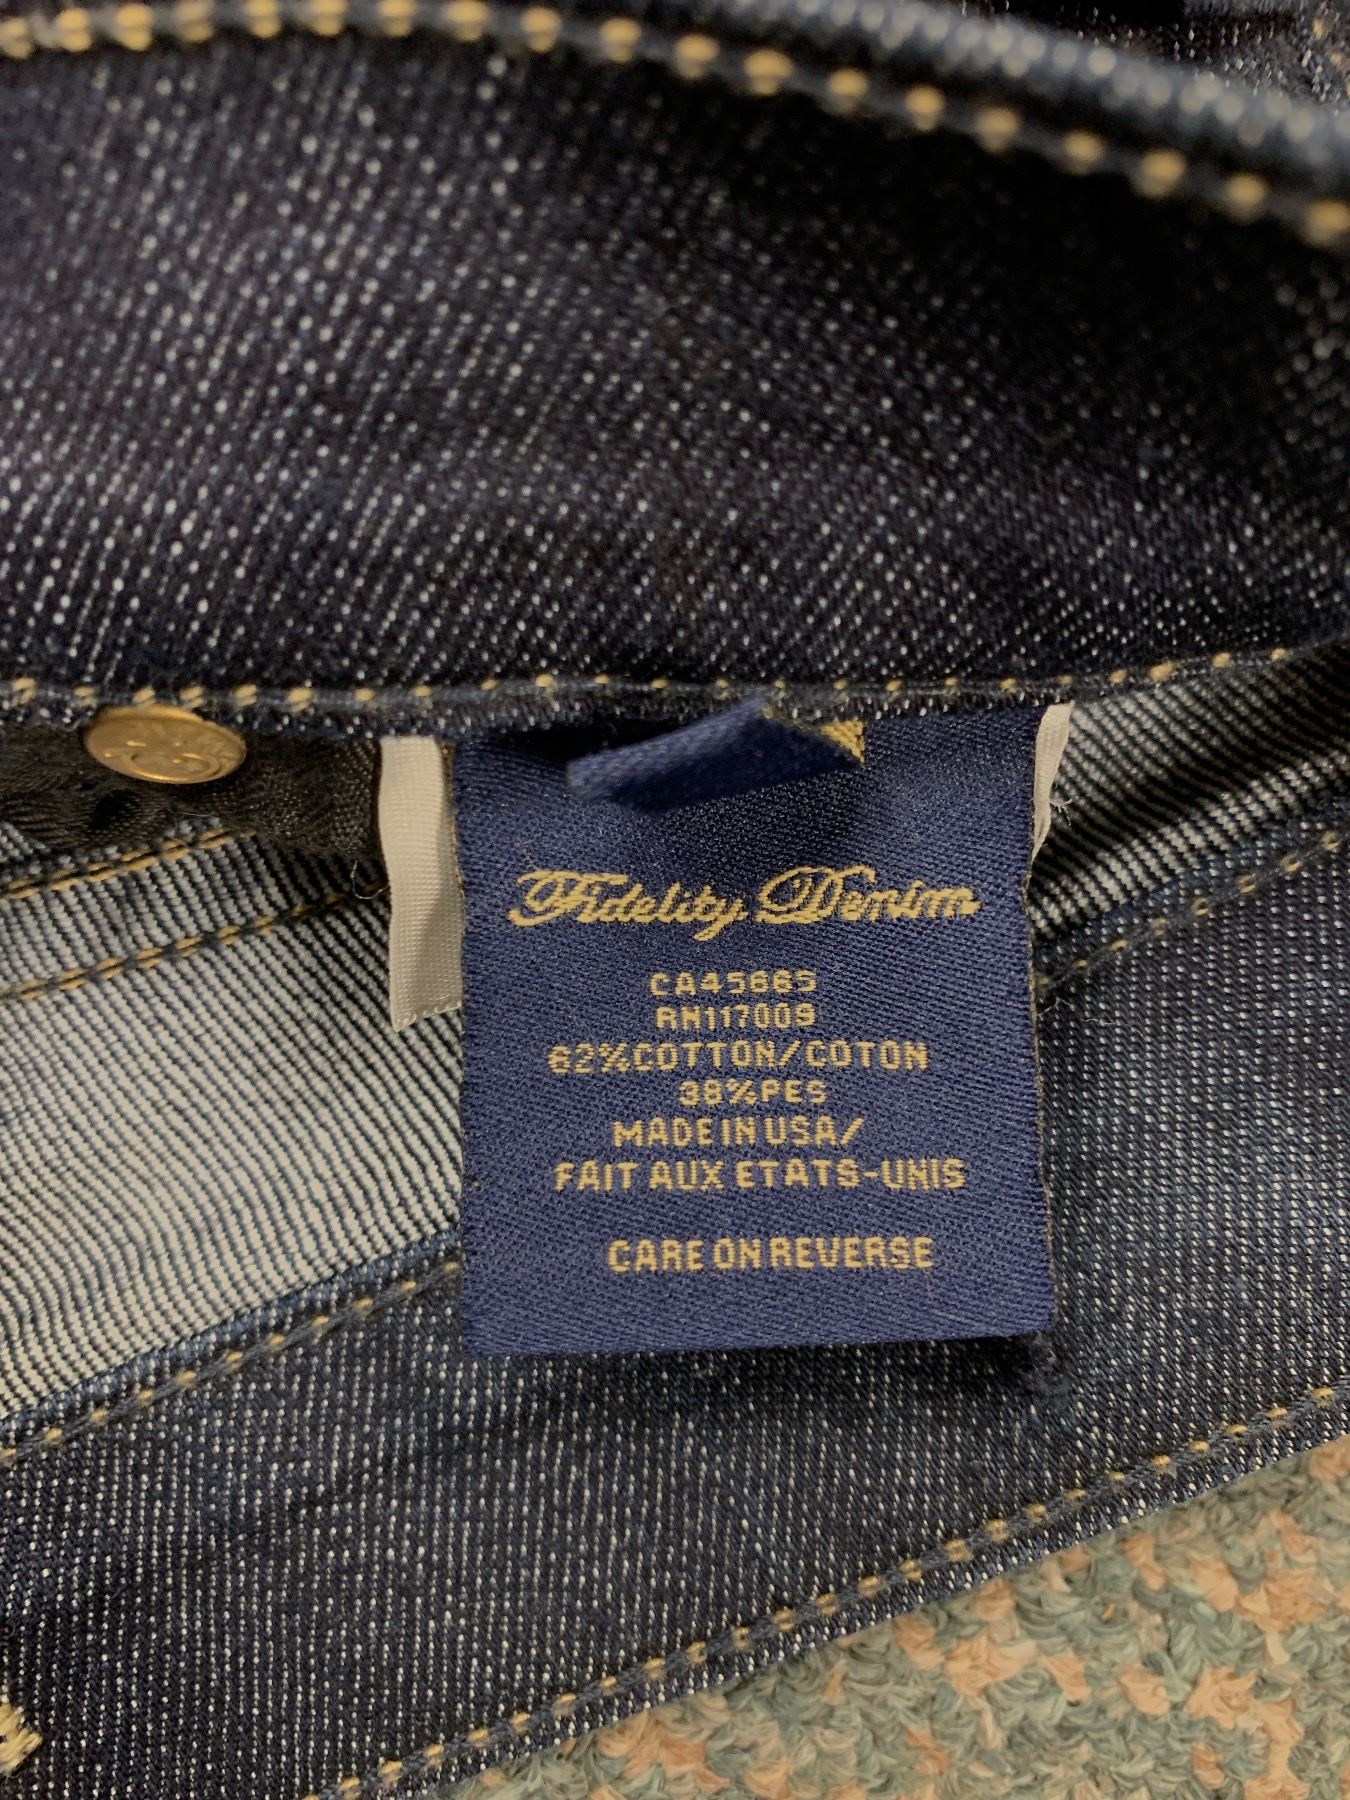 Fidelity Denim
CA45665
RN117009
62%COTTON/COTON
38%PES
MADE IN USA/
FAIT AUX ETATS-UNIS
CARE ON REVERSE